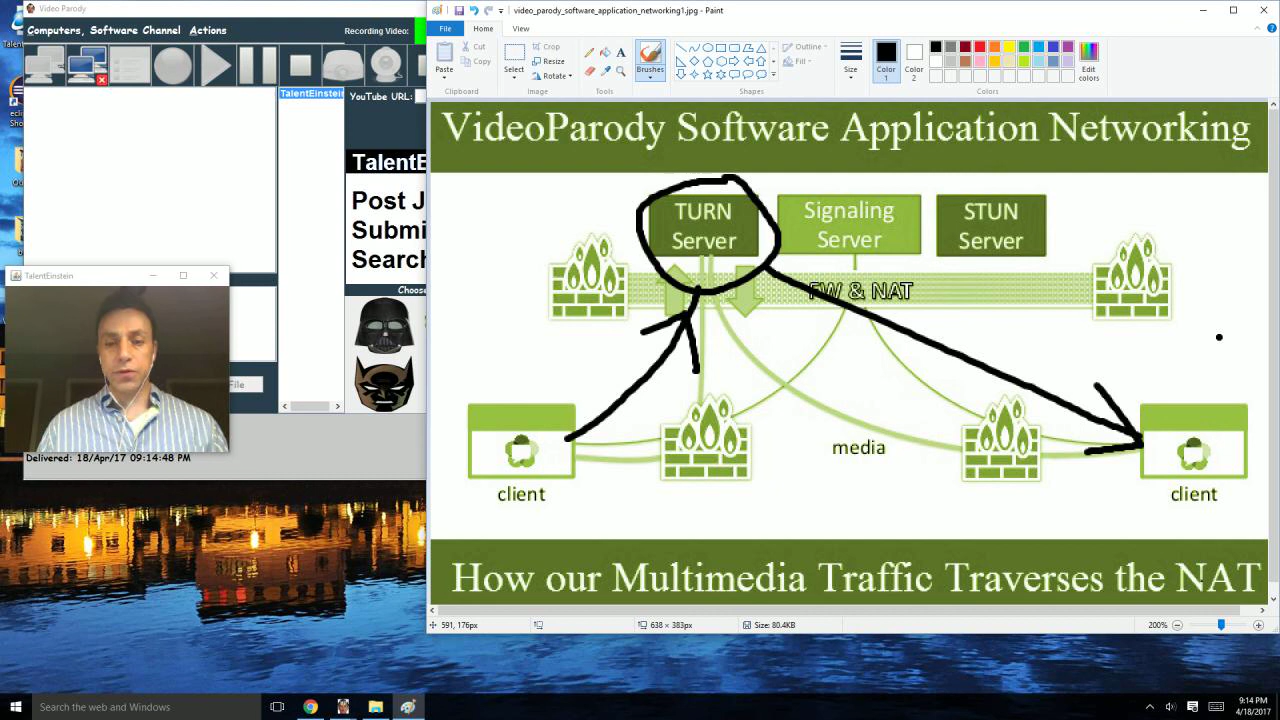 Video Parody
Computers, Software Channel Actions
Recording Video:
TalentEinstein
YouTube URL:
TalentE
Post J
Submi
Search
Choose
TalentEinstein
File
Delivered: 18/Apr/17 09:14:48 PM
video_parody_software_application_networking1.jpg - Paint
File
Home
View
Paste
Cut
Copy
Clipboard
Select
Crop
Resize
Rotate
Image
A
Tools
Brushes
Shapes
Outline
Fill
Size
Color
1
Color
2
Edit
colors
Colors
VideoParody Software Application Networking
TURN
Server
Signaling
Server
STUN
Server
FW & NAT
media
client
client
How our Multimedia Traffic Traverses the NAT
591, 176px
638 × 383px
Size: 80.4KB
200%
Search the web and Windows
9:14 PM
4/18/2017